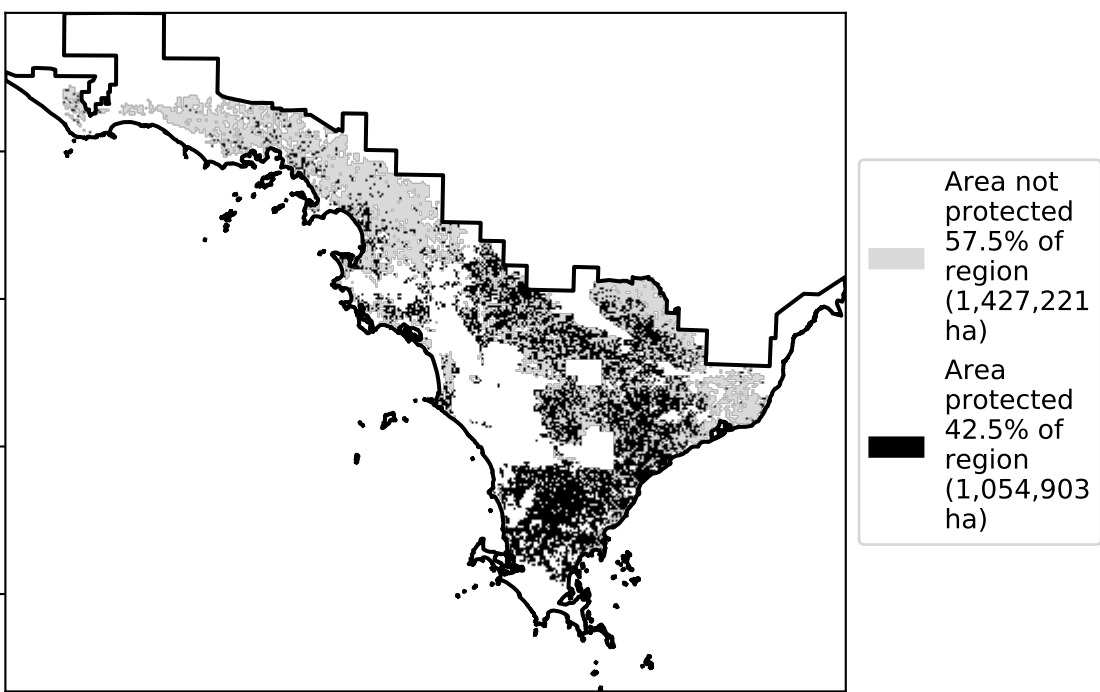 Area not
protected
57.5% of
region
(1,427,221
ha)
Area
protected
42.5% of
region
(1,054,903
ha)